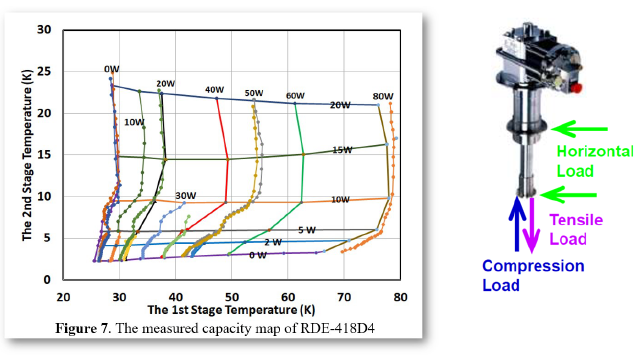 30
25
20
15
10
5
0
The 2nd Stage Temperature (K)
0W
10W
20W
30W
40W
50W
60W
80W
20W
15W
10W
5 W
2 W
0 W
20
30
40
50
60
70
80
The 1st Stage Temperature (K)
Figure 7. The measured capacity map of RDE-418D4
Horizontal
Load
Tensile
Load
Compression
Load